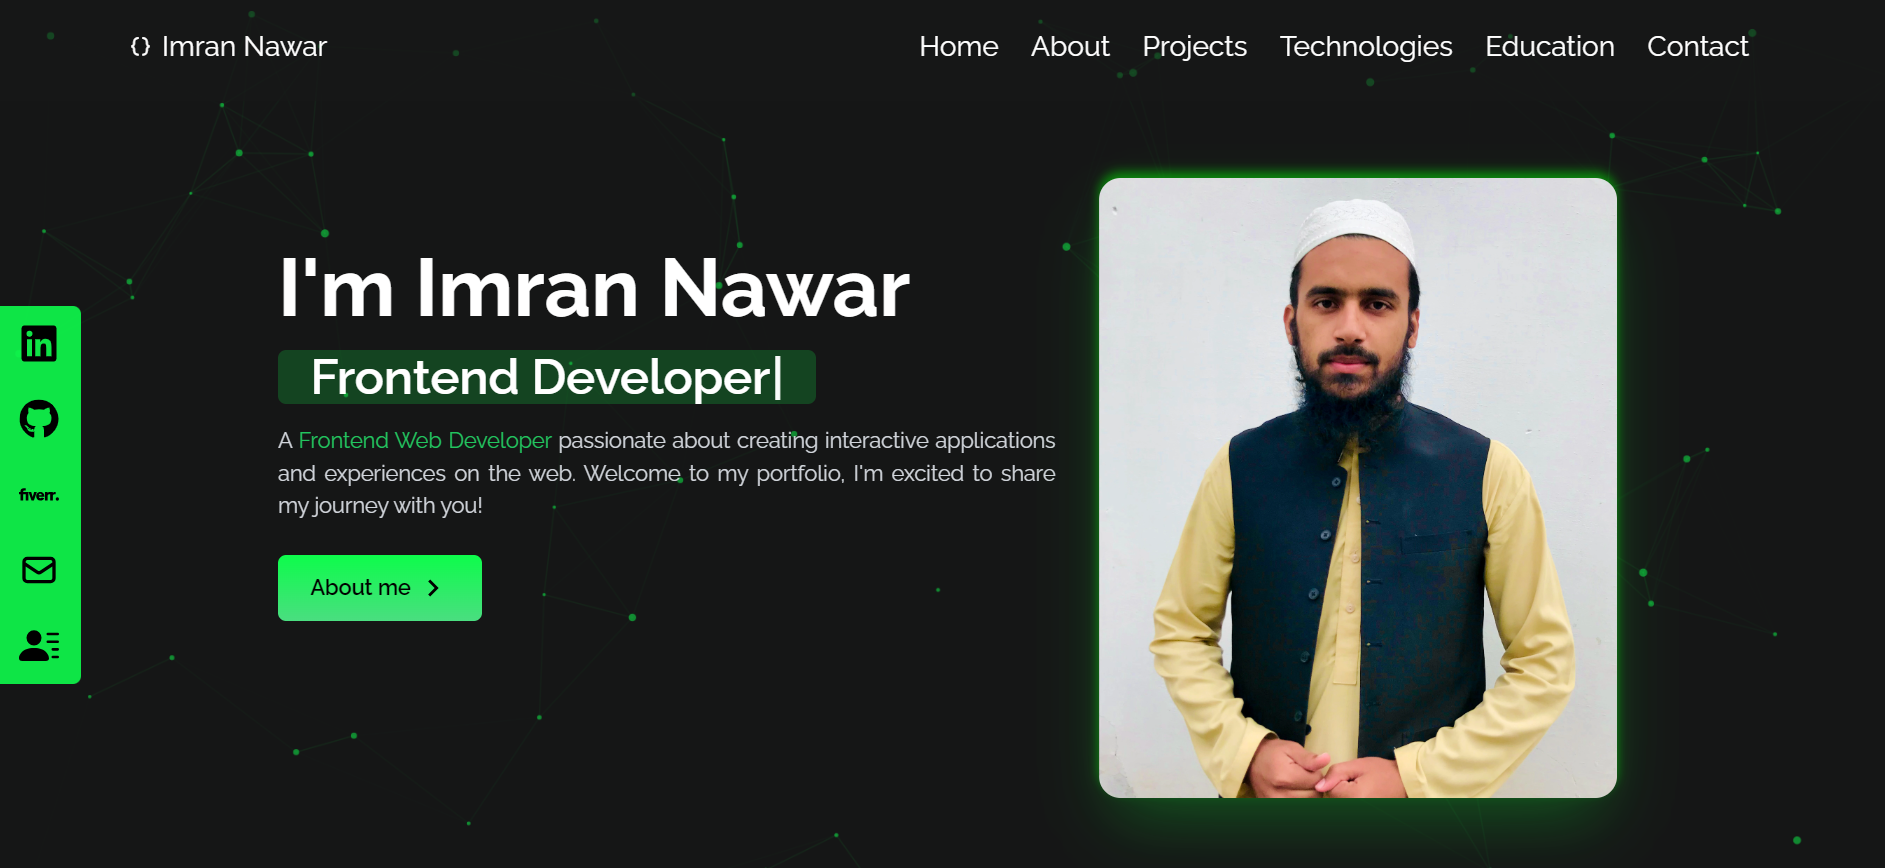 {} Imran Nawar
Home About Projects Technologies Education Contact
I'm Imran Nawar
Frontend Developer|
A Frontend Web Developer passionate about creating interactive applications
and experiences on the web. Welcome to my portfolio, I'm excited to share
my journey with you!
About me
in
fiverr.